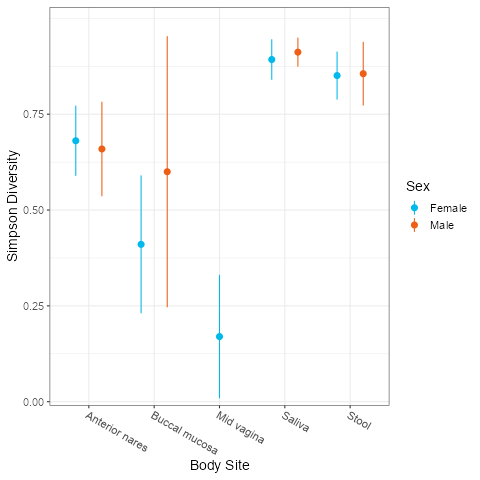 Simpson Diversity
0.75
0.50
0.25
0.00
Anterior nares
Buccal mucosa
Mid vagina
Saliva
Stool
Body Site
Sex
Female
Male